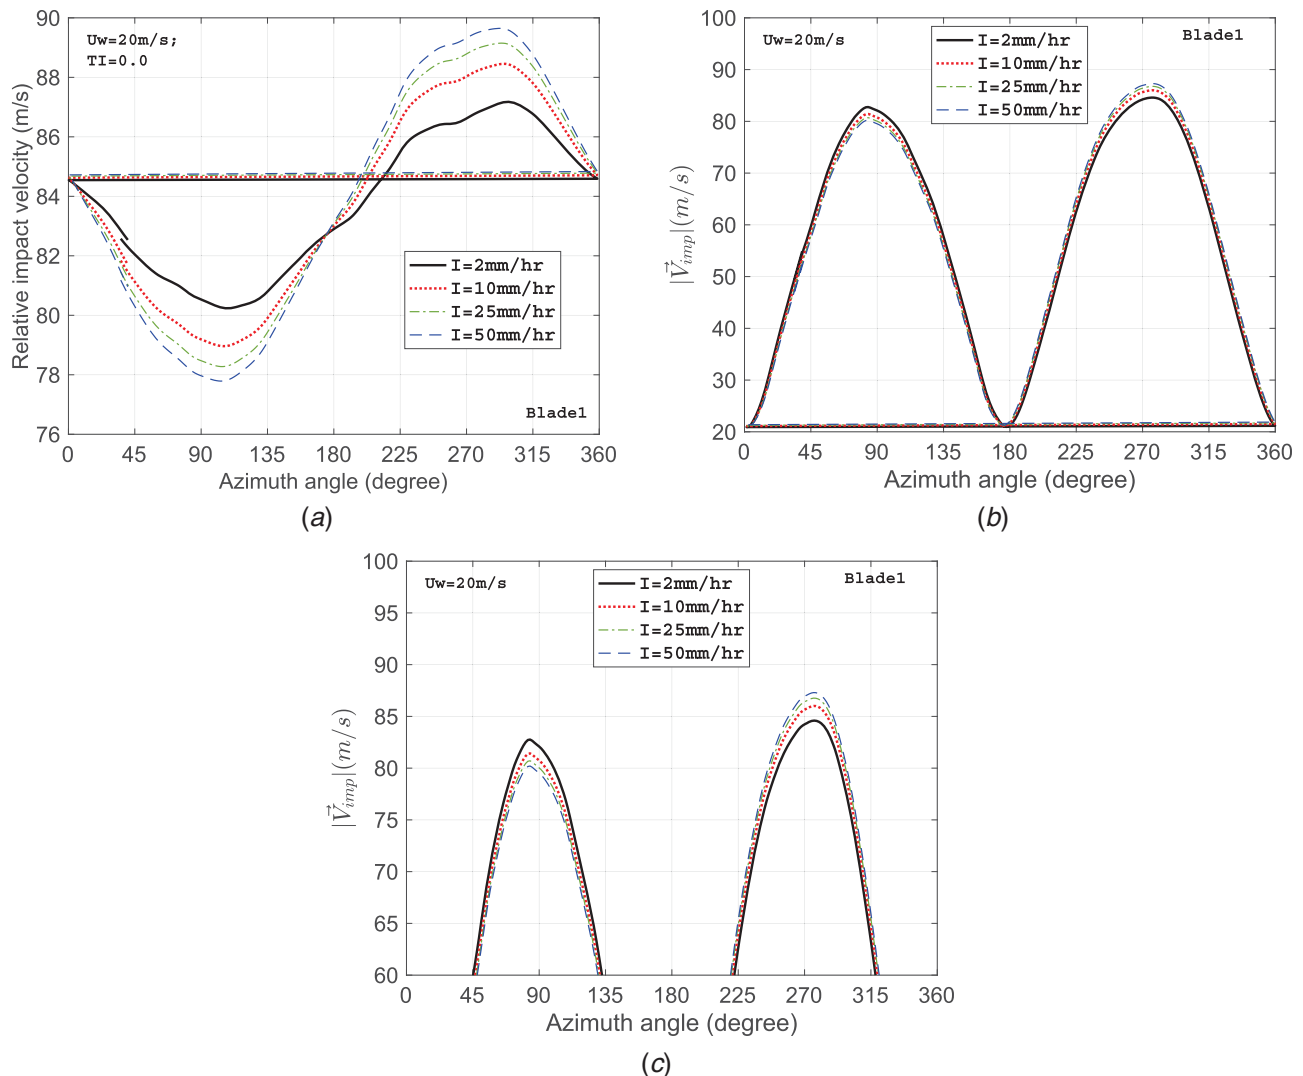 90
88
86
84
82
80
78
76
Relative impact velocity (m/s)
Uw=20m/s;
TI=0.0
I=2mm/hr
I=10mm/hr
I=25mm/hr
I=50mm/hr
Blade1
0 45 90 135 180 225 270 315 360
Azimuth angle (degree)
(a)
100
90
80
70
60
50
40
30
20
|V⃗imp|(m/s)
Uw=20m/s
I=2mm/hr
I=10mm/hr
I=25mm/hr
I=50mm/hr
Blade1
0 45 90 135 180 225 270 315 360
Azimuth angle (degree)
(b)
100
95
90
85
80
75
70
65
60
|V⃗imp|(m/s)
Uw=20m/s
I=2mm/hr
I=10mm/hr
I=25mm/hr
I=50mm/hr
Blade1
0 45 90 135 180 225 270 315 360
Azimuth angle (degree)
(c)